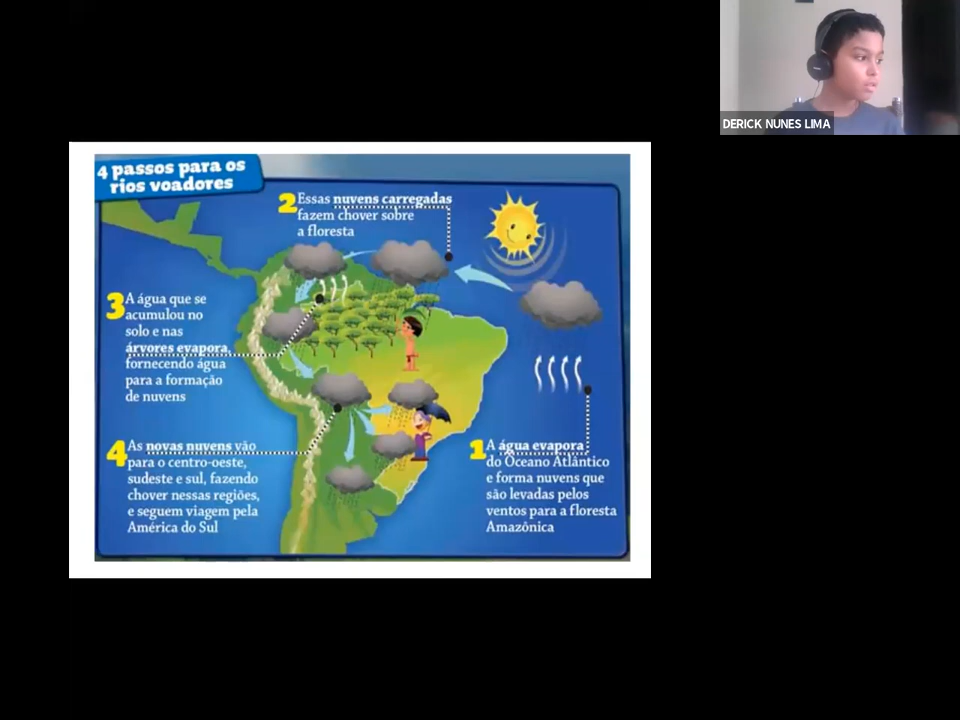 DERICK NUNES LIMA
4 passos para os
rios voadores
2 Essas nuvens carregadas
fazem chover sobre
a floresta
3 A água que se
acumulou no
solo e nas
árvores evapora,
fornecendo água
para a formação
de nuvens
4 As novas nuvens vão
para o centro-oeste,
sudeste e sul, fazendo
chover nessas regiões,
e seguem viagem pela
América do Sul
1 A água evapora
do Oceano Atlântico
e forma nuvens que
são levadas pelos
ventos para a floresta
Amazônica